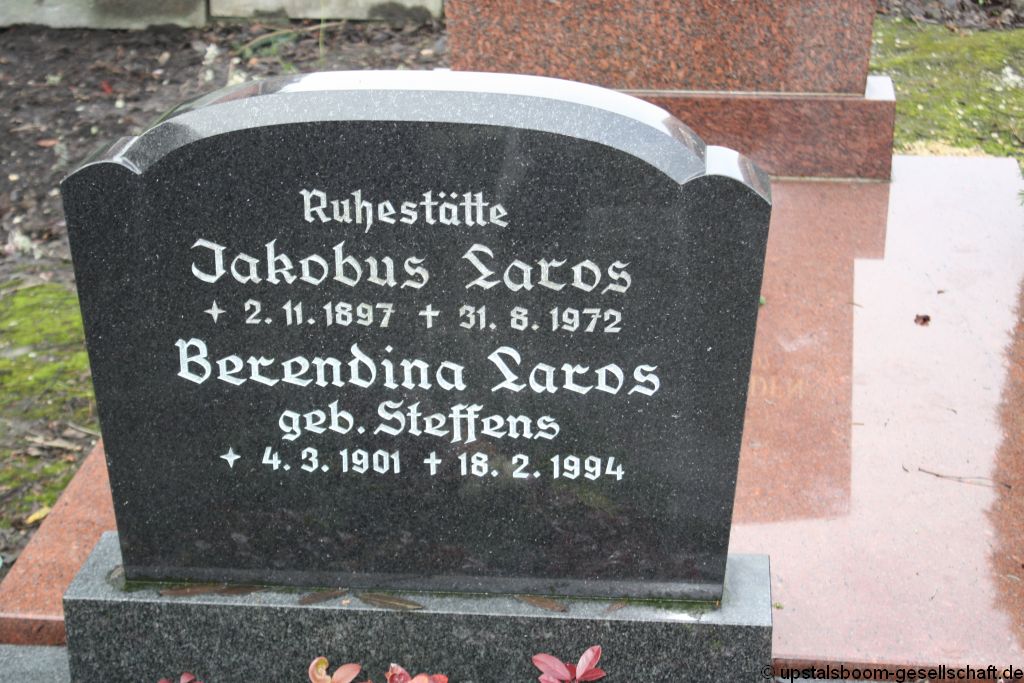 Ruhestätte
Jakobus Laros
✦ 2. 11. 1897 ✝ 31. 8. 1972
Berendina Laros
geb. Steffens
✦ 4. 3. 1901 ✝ 18. 2. 1994
© upstalsboom-gesellschaft.de